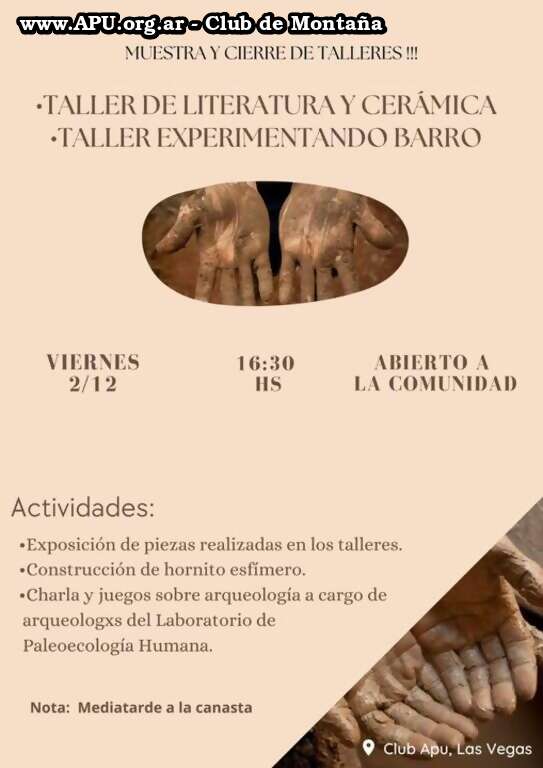 www.APU.org.ar - Club de Montaña
MUESTRA Y CIERRE DE TALLERES !!!
•TALLER DE LITERATURA Y CERÁMICA
•TALLER EXPERIMENTANDO BARRO
VIERNES
2/12
16:30
HS
ABIERTO A
LA COMUNIDAD
Actividades:
•Exposición de piezas realizadas en los talleres.
•Construcción de hornito esfímero.
•Charla y juegos sobre arqueología a cargo de
arqueologxs del Laboratorio de
Paleoecología Humana.
Nota: Mediatarde a la canasta
Club Apu, Las Vegas